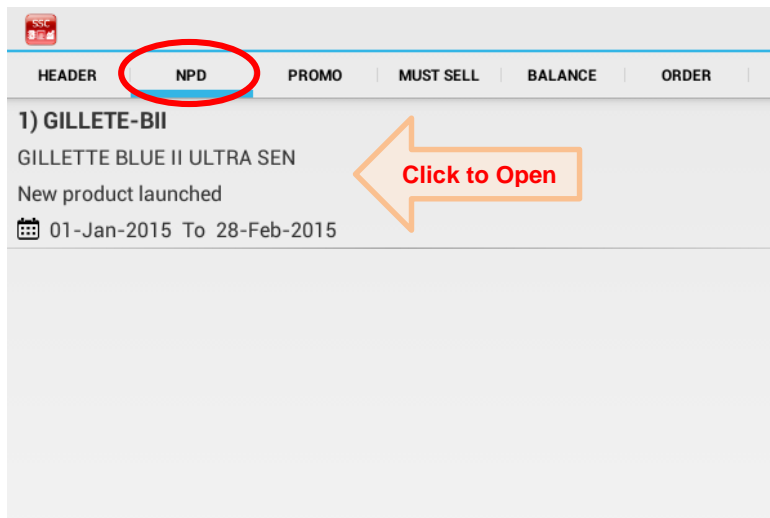 SSC
HEADER NPD PROMO MUST SELL BALANCE ORDER
1) GILLETE-BII
GILLETTE BLUE II ULTRA SEN
New product launched
01-Jan-2015 To 28-Feb-2015
Click to Open